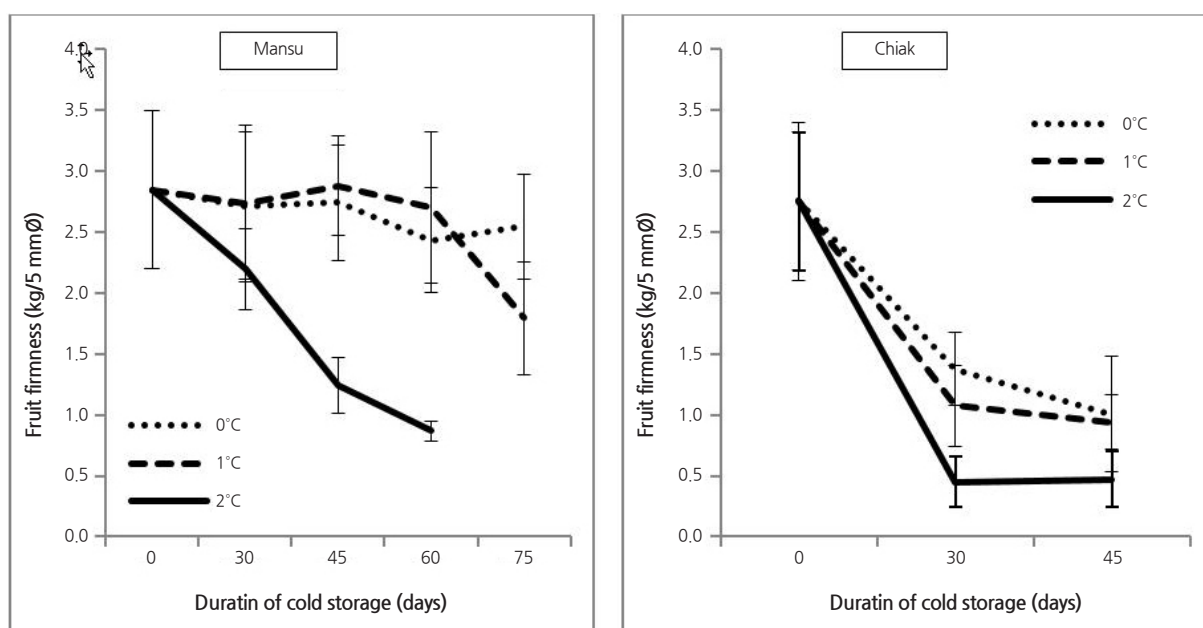 Mansu
4.0
3.5
3.0
2.5
2.0
1.5
1.0
0.5
0.0
Fruit firmness (kg/5 mmØ)
0°C
1°C
2°C
0 30 45 60 75
Duratin of cold storage (days)
Chiak
4.0
3.5
3.0
2.5
2.0
1.5
1.0
0.5
0.0
Fruit firmness (kg/5 mmØ)
0°C
1°C
2°C
0 30 45
Duratin of cold storage (days)